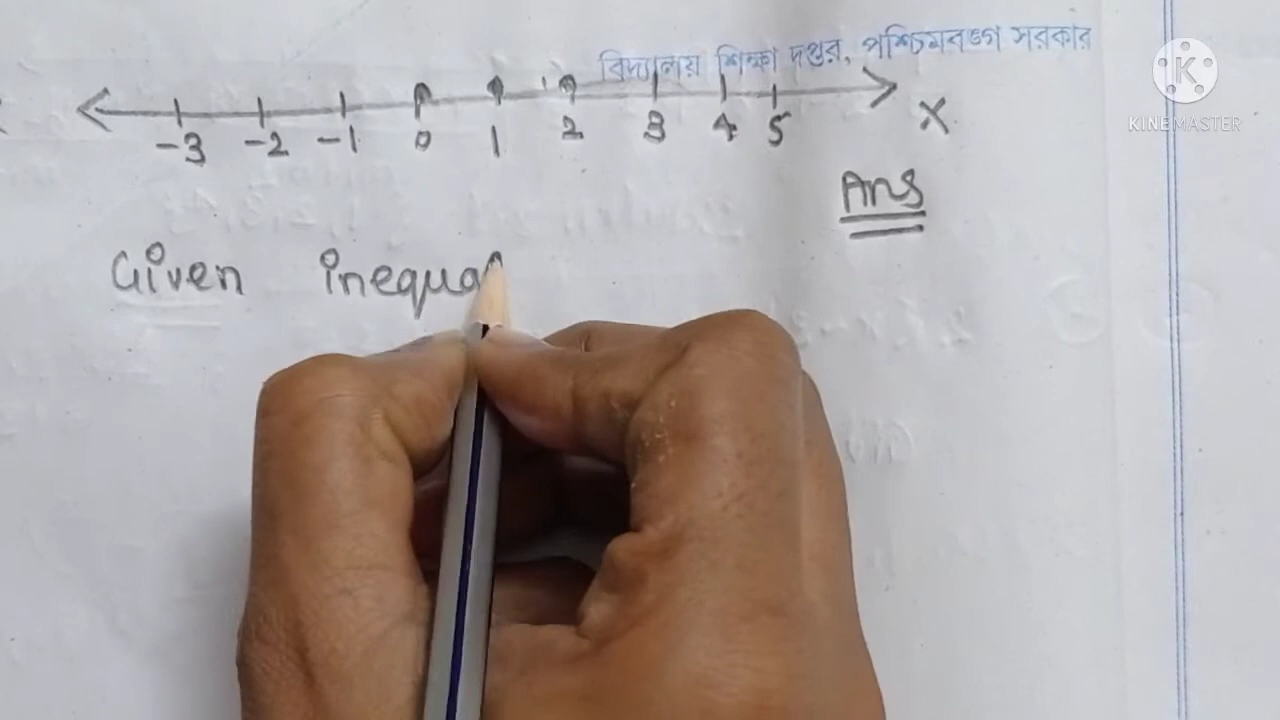 বিদ্যালয় শিক্ষা দপ্তর, পশ্চিমবঙ্গ সরকার
K
KINEMASTER
-3 -2 -1 0 1 2 3 4 5 X
Ans
Given inequa